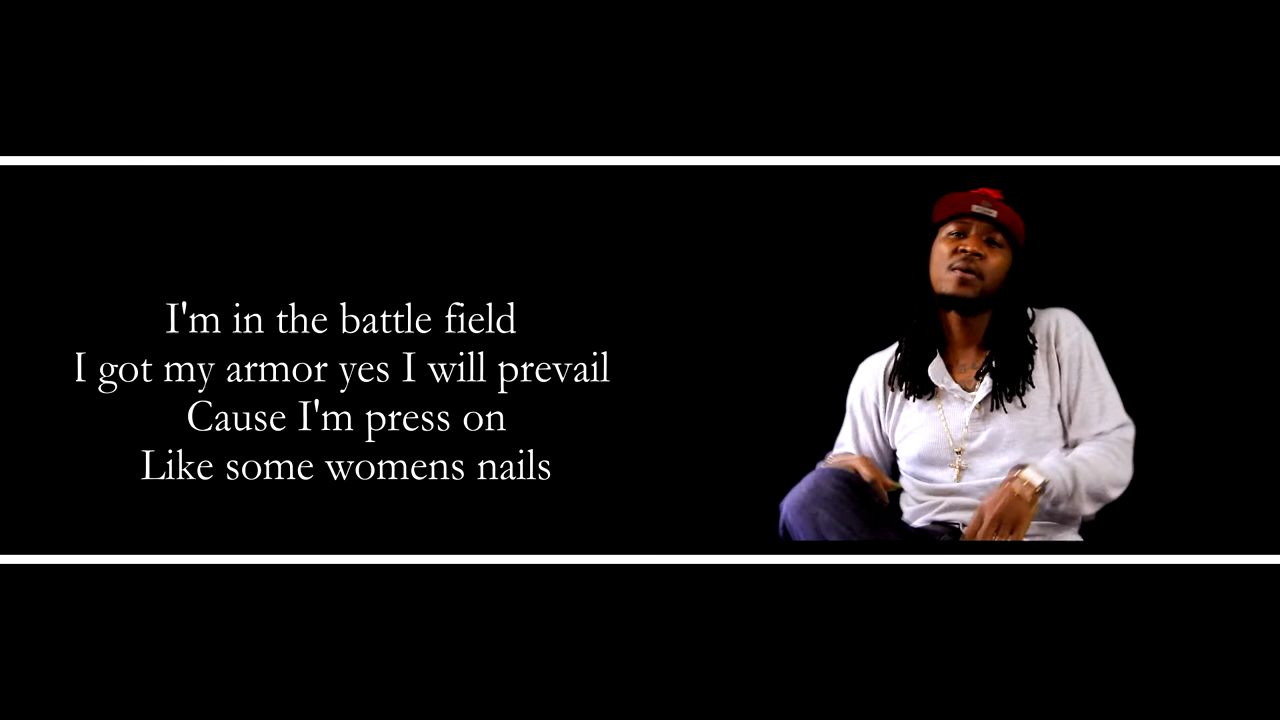 I'm in the battle field
I got my armor yes I will prevail
Cause I'm press on
Like some womens nails